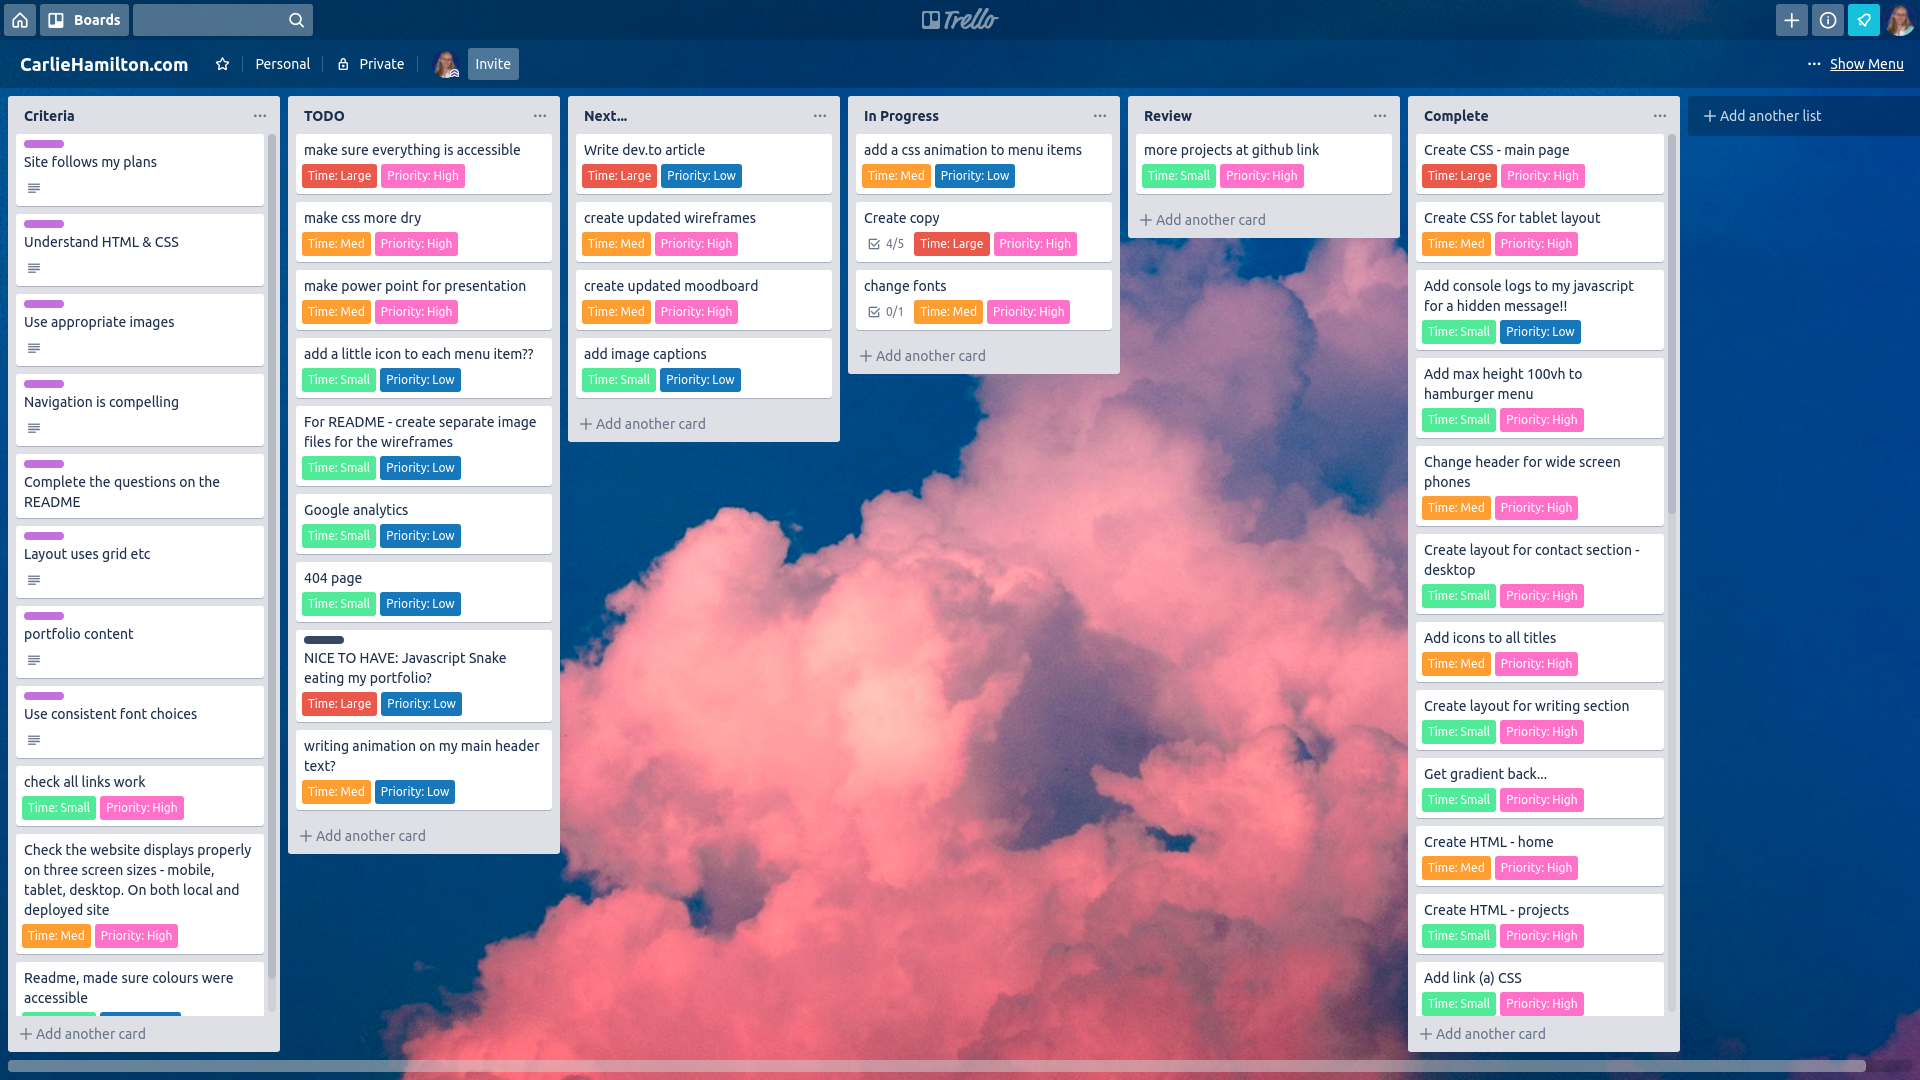 Boards
Trello
CarlieHamilton.com
Personal
Private
Invite
Show Menu
Criteria
Site follows my plans
Understand HTML & CSS
Use appropriate images
Navigation is compelling
Complete the questions on the
README
Layout uses grid etc
portfolio content
Use consistent font choices
check all links work
Time: Small Priority: High
Check the website displays properly
on three screen sizes - mobile,
tablet, desktop. On both local and
deployed site
Time: Med Priority: High
Readme, made sure colours were
accessible
Add another card
TODO
make sure everything is accessible
Time: Large Priority: High
make css more dry
Time: Med Priority: High
make power point for presentation
Time: Med Priority: High
add a little icon to each menu item??
Time: Small Priority: Low
For README - create separate image
files for the wireframes
Time: Small Priority: Low
Google analytics
Time: Small Priority: Low
404 page
Time: Small Priority: Low
NICE TO HAVE: Javascript Snake
eating my portfolio?
Time: Large Priority: Low
writing animation on my main header
text?
Time: Med Priority: Low
Add another card
Next...
Write dev.to article
Time: Large Priority: Low
create updated wireframes
Time: Med Priority: High
create updated moodboard
Time: Med Priority: High
add image captions
Time: Small Priority: Low
Add another card
In Progress
add a css animation to menu items
Time: Med Priority: Low
Create copy
4/5 Time: Large Priority: High
change fonts
0/1 Time: Med Priority: High
Add another card
Review
more projects at github link
Time: Small Priority: High
Add another card
Complete
Create CSS - main page
Time: Large Priority: High
Create CSS for tablet layout
Time: Med Priority: High
Add console logs to my javascript
for a hidden message!!
Time: Small Priority: Low
Add max height 100vh to
hamburger menu
Time: Small Priority: High
Change header for wide screen
phones
Time: Med Priority: High
Create layout for contact section -
desktop
Time: Small Priority: High
Add icons to all titles
Time: Med Priority: High
Create layout for writing section
Time: Small Priority: High
Get gradient back...
Time: Small Priority: High
Create HTML - home
Time: Med Priority: High
Create HTML - projects
Time: Small Priority: High
Add link (a) CSS
Time: Small Priority: High
Add another card
Add another list